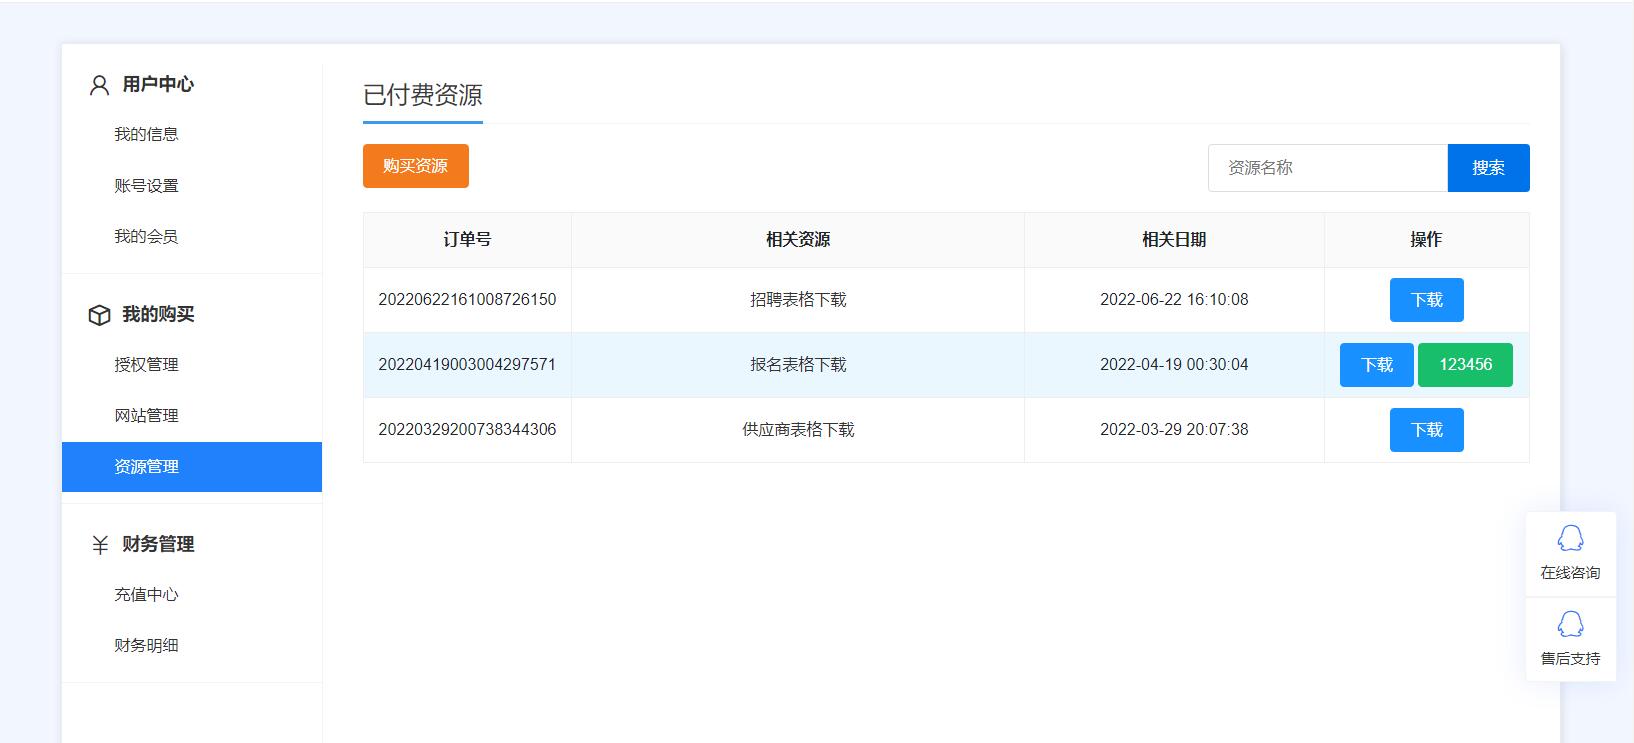 用户中心
我的信息
账号设置
我的会员
我的购买
授权管理
网站管理
资源管理
财务管理
充值中心
财务明细
已付费资源
购买资源
资源名称 搜索
订单号 相关资源 相关日期 操作
20220622161008726150 招聘表格下载 2022-06-22 16:10:08 下载
20220419003004297571 报名表格下载 2022-04-19 00:30:04 下载 123456
20220329200738344306 供应商表格下载 2022-03-29 20:07:38 下载
在线咨询
售后支持